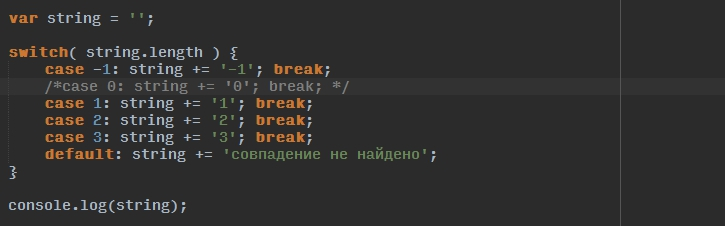 var string = '';
switch( string.length ) {
case -1: string += '-1'; break;
/*case 0: string += '0'; break; */
case 1: string += '1'; break;
case 2: string += '2'; break;
case 3: string += '3'; break;
default: string += 'совпадение не найдено';
}
console.log(string);